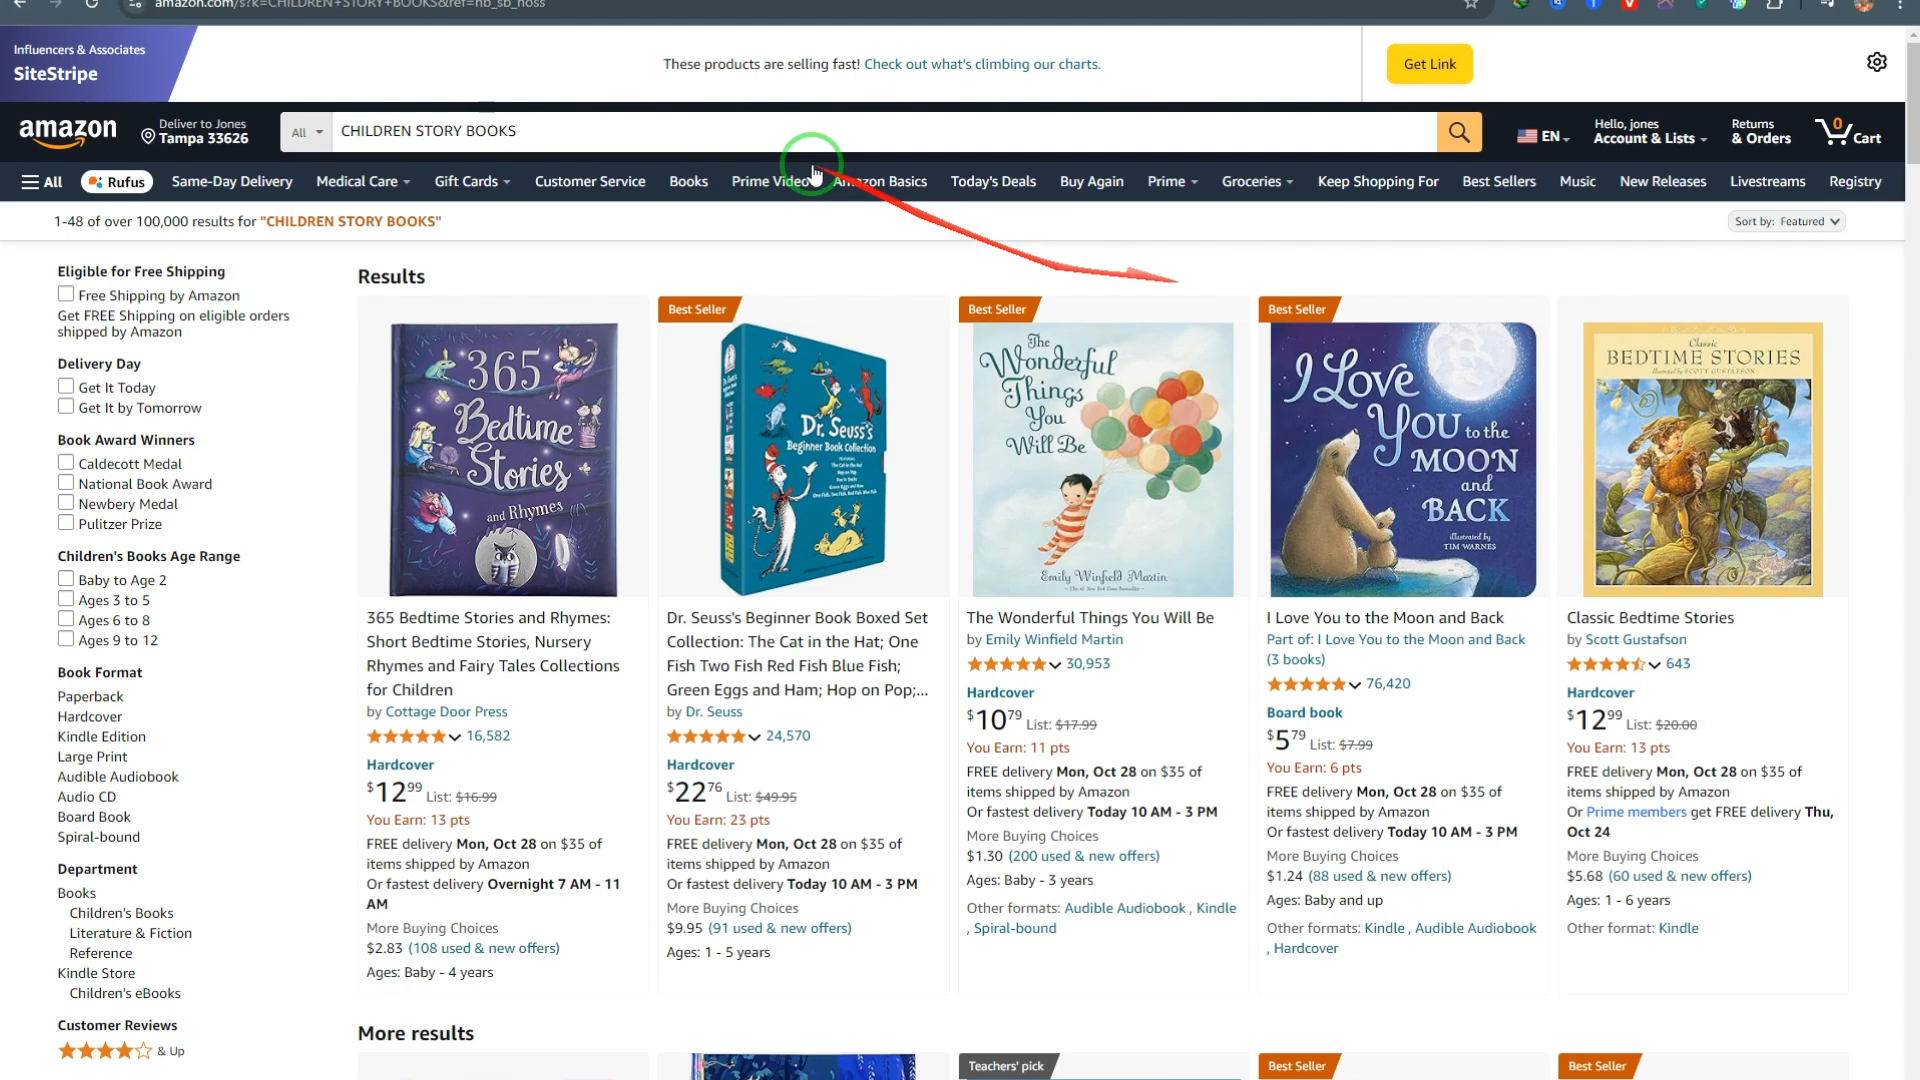 amazon.com/s?k=CHILDREN+STORY+BOOKS&ref=nb_sb_noss
Influencers & Associates
SiteStripe
These products are selling fast! Check out what's climbing our charts.
Get Link
amazon
Deliver to Jones
Tampa 33626
All
CHILDREN STORY BOOKS
EN
Hello, jones
Account & Lists
Returns
& Orders
0
Cart
All
Rufus
Same-Day Delivery
Medical Care
Gift Cards
Customer Service
Books
Prime Video
Amazon Basics
Today's Deals
Buy Again
Prime
Groceries
Keep Shopping For
Best Sellers
Music
New Releases
Livestreams
Registry
1-48 of over 100,000 results for "CHILDREN STORY BOOKS"
Sort by: Featured
Eligible for Free Shipping
Free Shipping by Amazon
Get FREE Shipping on eligible orders
shipped by Amazon
Delivery Day
Get It Today
Get It by Tomorrow
Book Award Winners
Caldecott Medal
National Book Award
Newbery Medal
Pulitzer Prize
Children's Books Age Range
Baby to Age 2
Ages 3 to 5
Ages 6 to 8
Ages 9 to 12
Book Format
Paperback
Hardcover
Kindle Edition
Large Print
Audible Audiobook
Audio CD
Board Book
Spiral-bound
Department
Books
Children's Books
Literature & Fiction
Reference
Kindle Store
Children's eBooks
Customer Reviews
& Up
Results
365
Bedtime
Stories
and Rhymes
365 Bedtime Stories and Rhymes:
Short Bedtime Stories, Nursery
Rhymes and Fairy Tales Collections
for Children
by Cottage Door Press
16,582
Hardcover
$12 99 List: $16.99
You Earn: 13 pts
FREE delivery Mon, Oct 28 on $35 of
items shipped by Amazon
Or fastest delivery Overnight 7 AM - 11
AM
More Buying Choices
$2.83 (108 used & new offers)
Ages: Baby - 4 years
Best Seller
Dr. Seuss's
Beginner Book Collection
Dr. Seuss's Beginner Book Boxed Set
Collection: The Cat in the Hat; One
Fish Two Fish Red Fish Blue Fish;
Green Eggs and Ham; Hop on Pop;...
by Dr. Seuss
24,570
Hardcover
$22 76 List: $49.95
You Earn: 23 pts
FREE delivery Mon, Oct 28 on $35 of
items shipped by Amazon
Or fastest delivery Today 10 AM - 3 PM
More Buying Choices
$9.95 (91 used & new offers)
Ages: 1 - 5 years
Best Seller
The
Wonderful
Things
You
Will Be
Emily Winfield Martin
The Wonderful Things You Will Be
by Emily Winfield Martin
30,953
Hardcover
$10 79 List: $17.99
You Earn: 11 pts
FREE delivery Mon, Oct 28 on $35 of
items shipped by Amazon
Or fastest delivery Today 10 AM - 3 PM
More Buying Choices
$1.30 (200 used & new offers)
Ages: Baby - 3 years
Other formats: Audible Audiobook , Kindle
, Spiral-bound
Best Seller
I Love
You to the
MOON
and
BACK
illustrated by
TIM WARNES
I Love You to the Moon and Back
Part of: I Love You to the Moon and Back
(3 books)
76,420
Board book
$5 79 List: $7.99
You Earn: 6 pts
FREE delivery Mon, Oct 28 on $35 of
items shipped by Amazon
Or fastest delivery Today 10 AM - 3 PM
More Buying Choices
$1.24 (88 used & new offers)
Ages: Baby and up
Other formats: Kindle , Audible Audiobook
, Hardcover
Classic
BEDTIME STORIES
Illustrated by SCOTT GUSTAFSON
Classic Bedtime Stories
by Scott Gustafson
643
Hardcover
$12 99 List: $20.00
You Earn: 13 pts
FREE delivery Mon, Oct 28 on $35 of
items shipped by Amazon
Or Prime members get FREE delivery Thu,
Oct 24
More Buying Choices
$5.68 (60 used & new offers)
Ages: 1 - 6 years
Other format: Kindle
More results
Teachers' pick
Best Seller
Best Seller